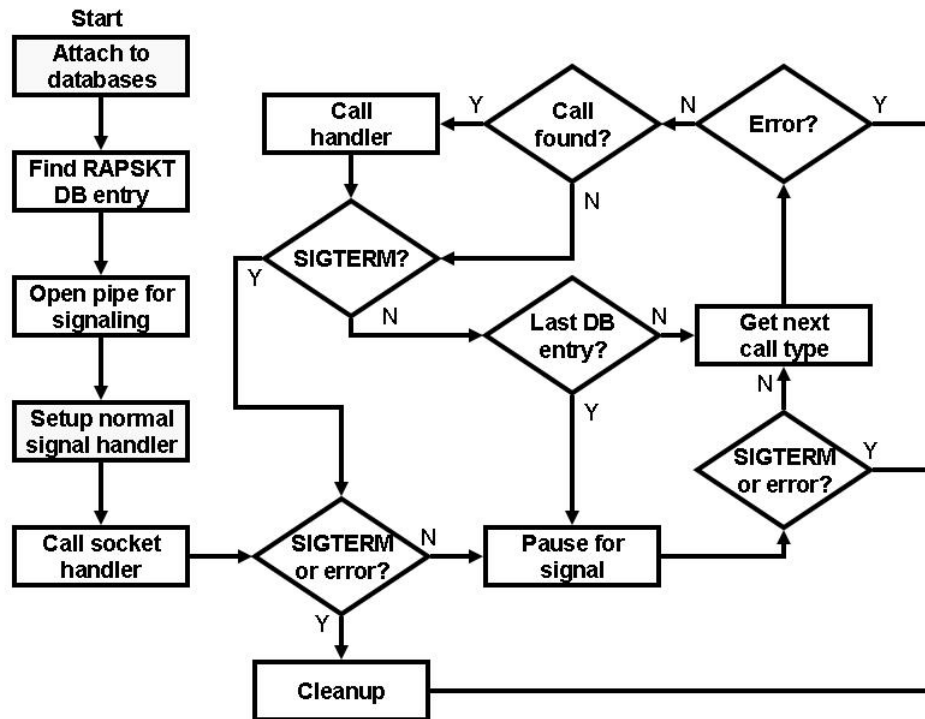 Start
Attach to
databases
Find RAPSKT
DB entry
Open pipe for
signaling
Setup normal
signal handler
Call socket
handler
Call
handler
Y
Call
found?
N
Error?
Y
N
SIGTERM?
Y
N
Last DB
entry?
N
Y
Get next
call type
N
SIGTERM
or error?
Y
SIGTERM
or error?
N
Y
Pause for
signal
Cleanup